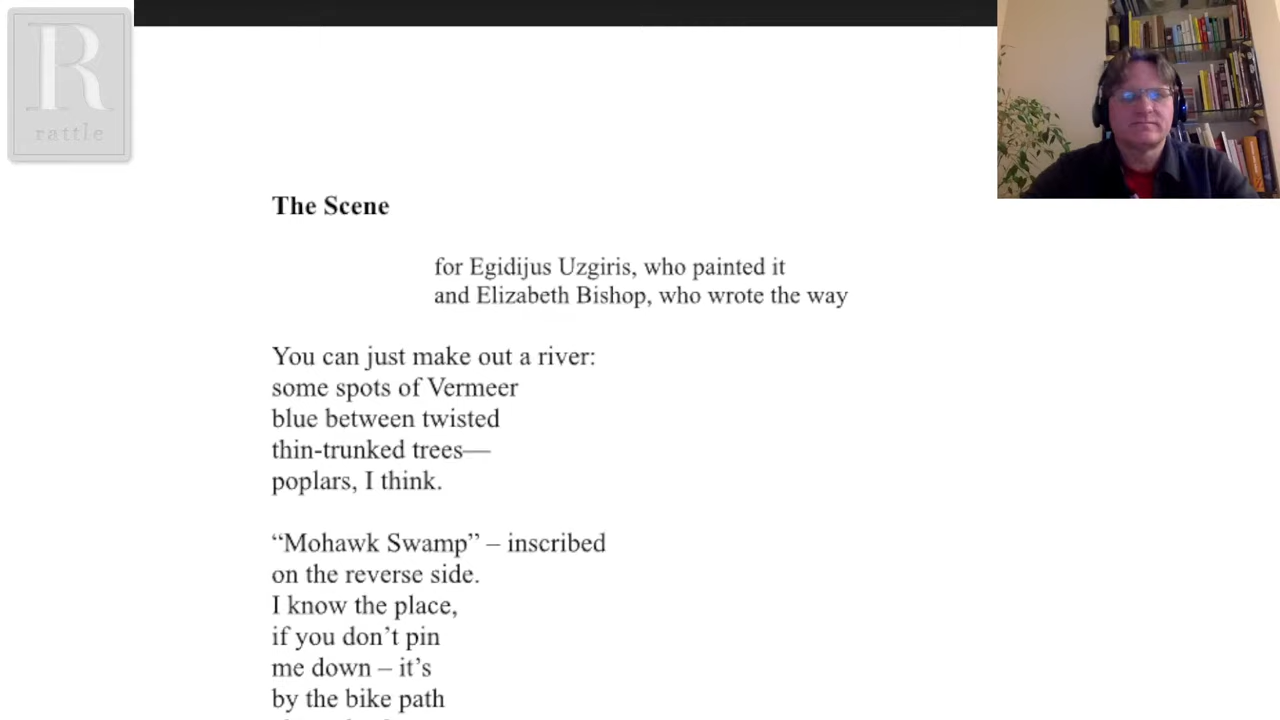 R
rattle
The Scene
for Egidijus Uzgiris, who painted it
and Elizabeth Bishop, who wrote the way
You can just make out a river:
some spots of Vermeer
blue between twisted
thin-trunked trees—
poplars, I think.
“Mohawk Swamp” – inscribed
on the reverse side.
I know the place,
if you don’t pin
me down – it’s
by the bike path